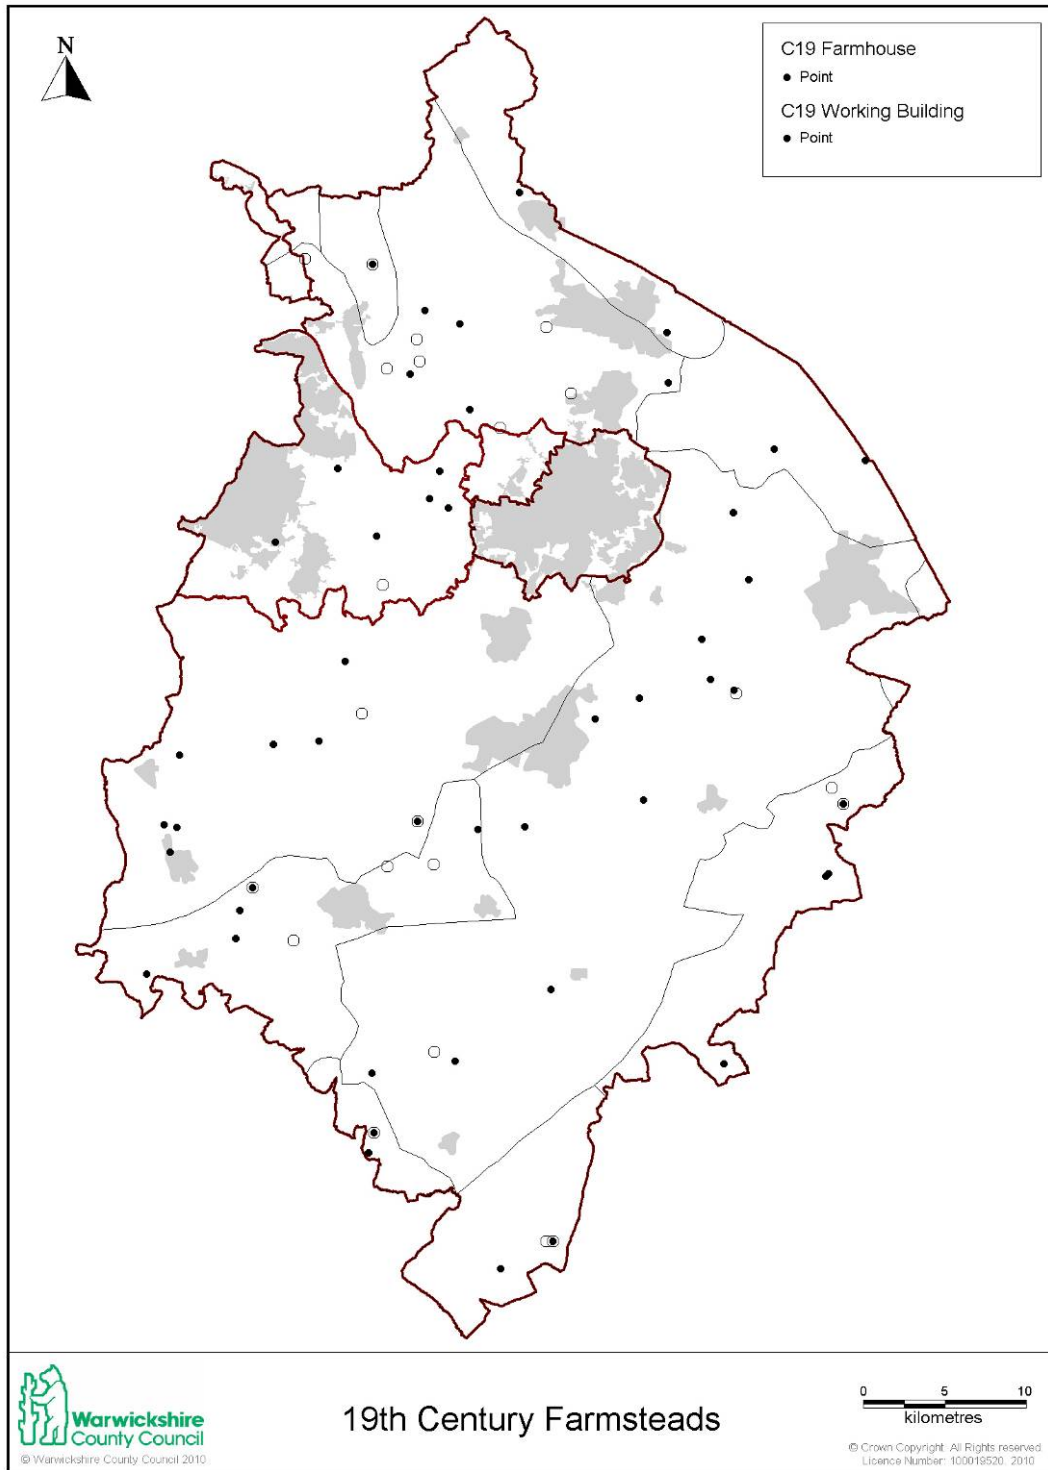 N
C19 Farmhouse
Point
C19 Working Building
Point
Warwickshire
County Council
© Warwickshire County Council 2010
19th Century Farmsteads
0 5 10
kilometres
© Crown Copyright. All Rights reserved.
Licence Number: 100019520. 2010